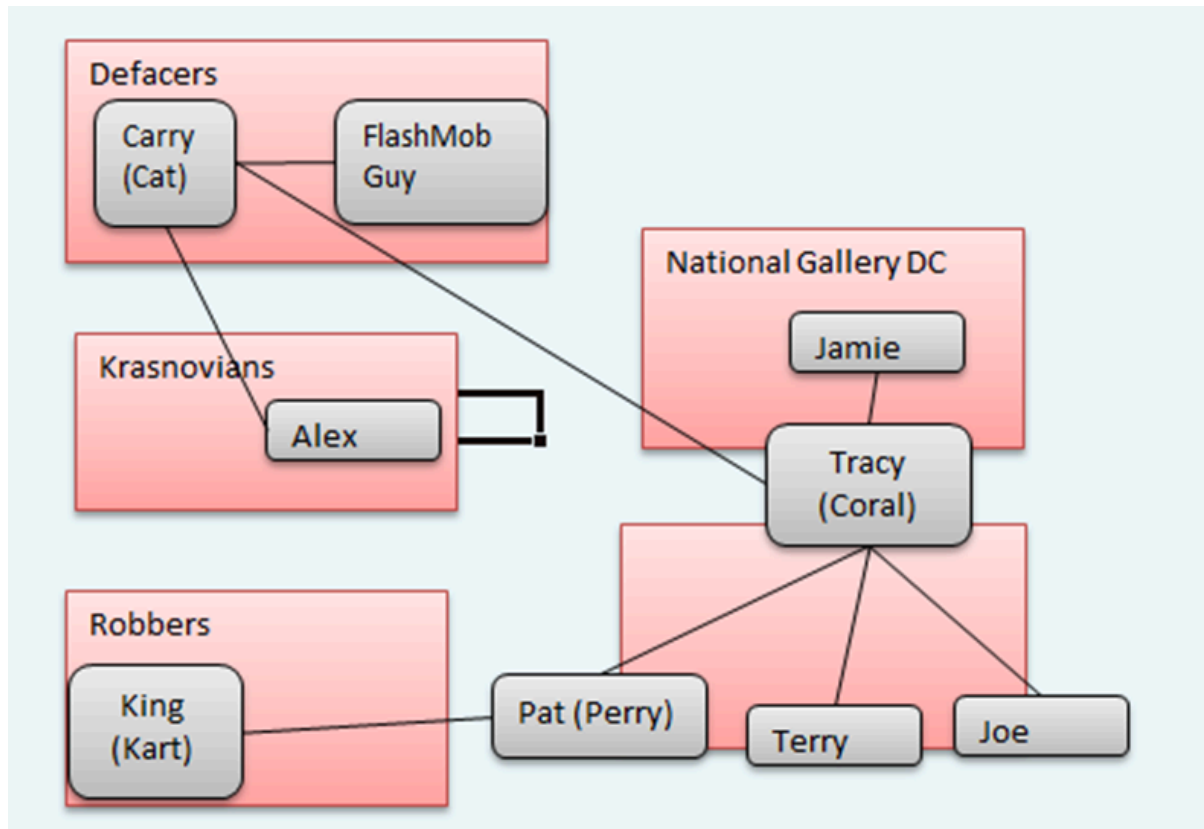 Defacers
Carry
(Cat)
FlashMob
Guy
National Gallery DC
Jamie
Krasnovians
Alex
Tracy
(Coral)
Robbers
King
(Kart)
Pat (Perry)
Terry
Joe